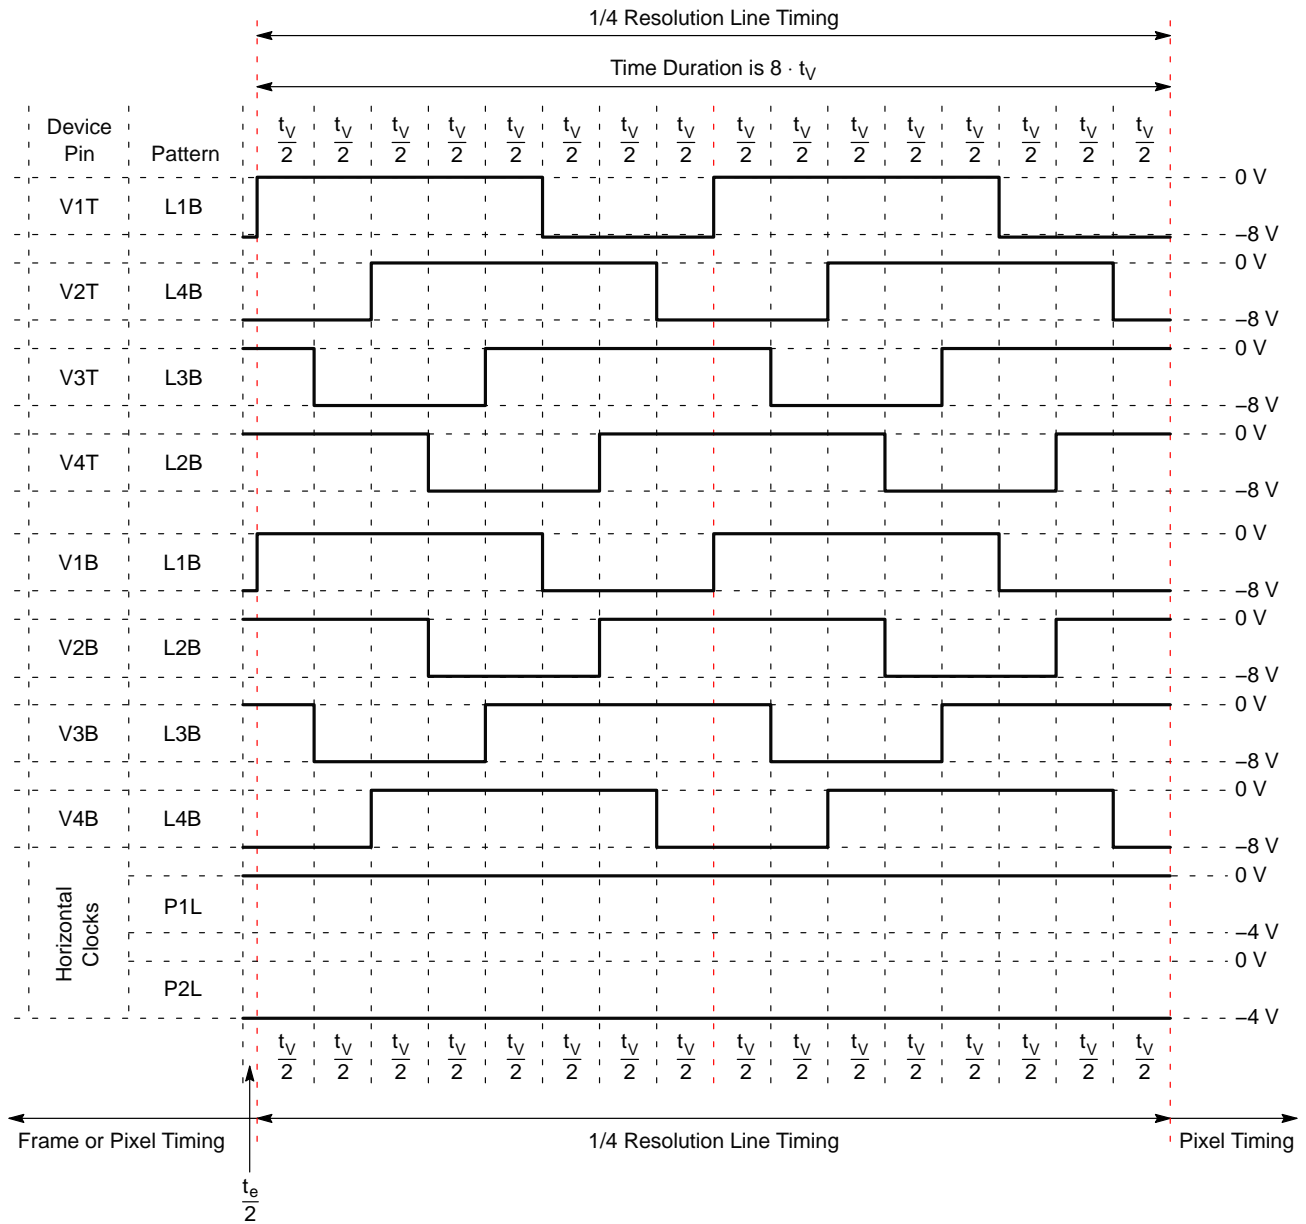 1/4 Resolution Line Timing
Time Duration is 8 · tV
Device Pin Pattern
tV/2 tV/2 tV/2 tV/2 tV/2 tV/2 tV/2 tV/2 tV/2 tV/2 tV/2 tV/2 tV/2 tV/2 tV/2 tV/2
0 V
V1T L1B
–8 V
0 V
V2T L4B
–8 V
0 V
V3T L3B
–8 V
0 V
V4T L2B
–8 V
0 V
V1B L1B
–8 V
0 V
V2B L2B
–8 V
0 V
V3B L3B
–8 V
0 V
V4B L4B
–8 V
0 V
Horizontal Clocks
P1L
–4 V
0 V
P2L
–4 V
tV/2 tV/2 tV/2 tV/2 tV/2 tV/2 tV/2 tV/2 tV/2 tV/2 tV/2 tV/2 tV/2 tV/2 tV/2 tV/2
Frame or Pixel Timing 1/4 Resolution Line Timing Pixel Timing
te/2